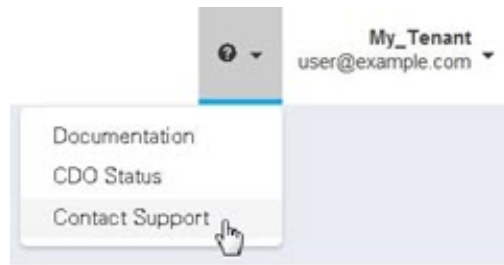 My_Tenant
user@example.com
Documentation
CDO Status
Contact Support